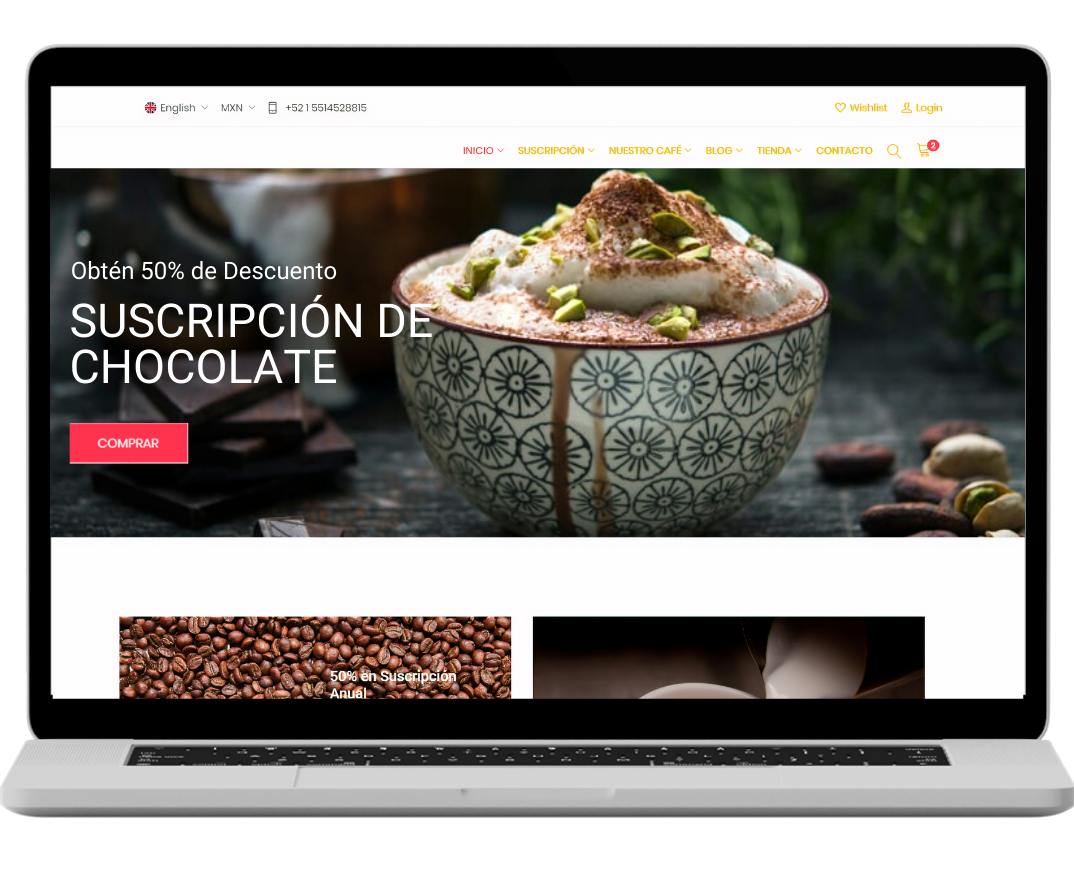 English MXN +52 1 5514528815 Wishlist Login
INICIO SUSCRIPCIÓN NUESTRO CAFÉ BLOG TIENDA CONTACTO 2
Obtén 50% de Descuento
SUSCRIPCIÓN DE
CHOCOLATE
COMPRAR
50% en Suscripción
Anual